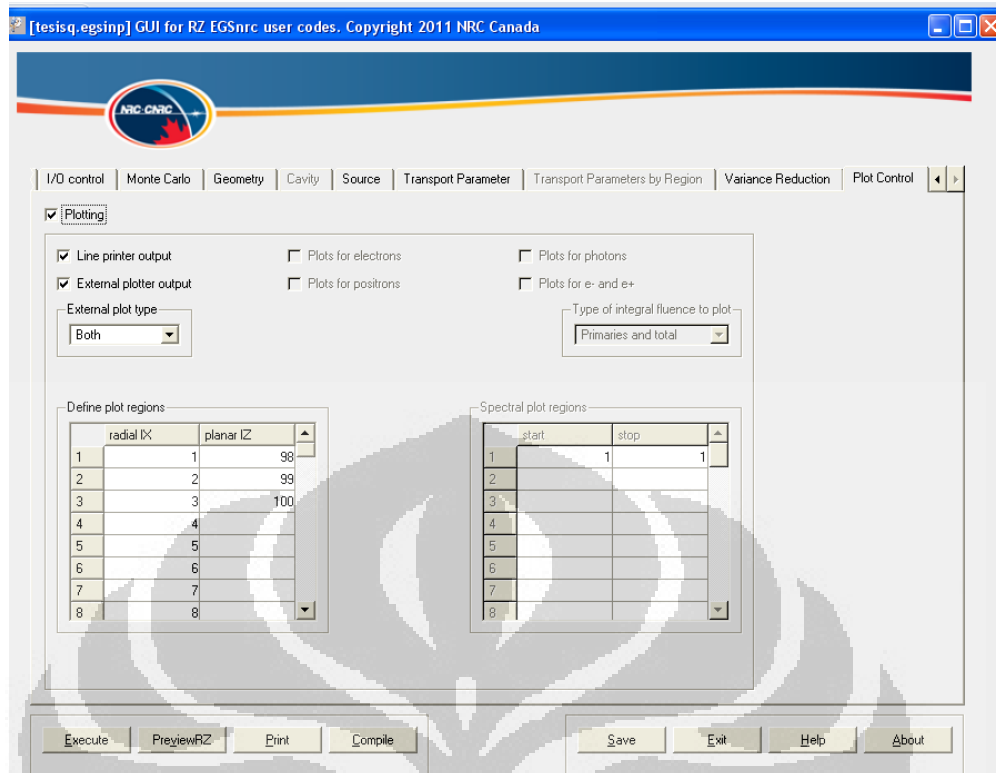 [tesisq.egsinp] GUI for RZ EGSnrc user codes. Copyright 2011 NRC Canada
NRC·CNRC
I/O control Monte Carlo Geometry Cavity Source Transport Parameter Transport Parameters by Region Variance Reduction Plot Control
Plotting
Line printer output Plots for electrons Plots for photons
External plotter output Plots for positrons Plots for e- and e+
External plot type Type of integral fluence to plot
Both Primaries and total
Define plot regions Spectral plot regions
radial IX planar IZ start stop
1 1 98 1 1 1
2 2 99 2
3 3 100 3
4 4 4
5 5 5
6 6 6
7 7 7
8 8 8
Execute PreviewRZ Print Compile Save Exit Help About